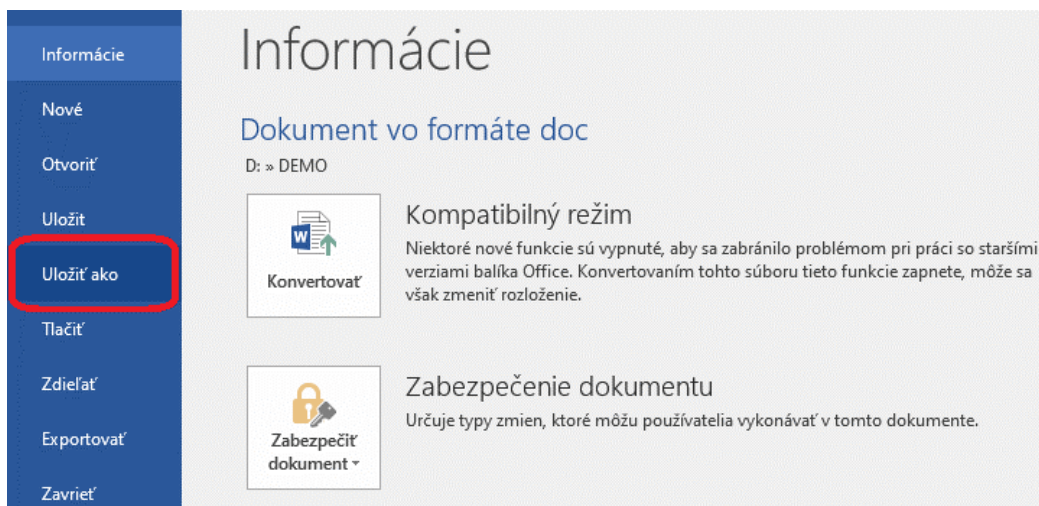 Informácie
Nové
Otvoriť
Uložit
Uložiť ako
Tlačiť
Zdieľať
Exportovať
Zavrieť
Informácie
Dokument vo formáte doc
D: » DEMO
Konvertovať
Kompatibilný režim
Niektoré nové funkcie sú vypnuté, aby sa zabránilo problémom pri práci so staršími
verziami balíka Office. Konvertovaním tohto súboru tieto funkcie zapnete, môže sa
však zmeniť rozloženie.
Zabezpečiť
dokument
Zabezpečenie dokumentu
Určuje typy zmien, ktoré môžu používatelia vykonávať v tomto dokumente.